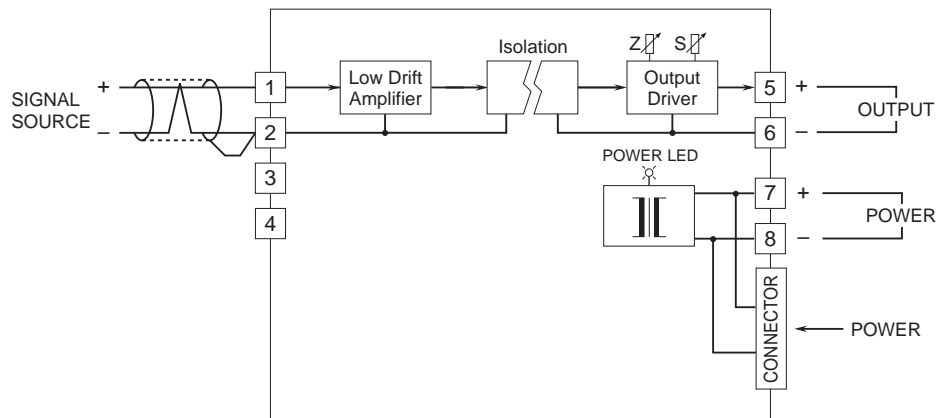 Isolation
Z
S
+
SIGNAL
SOURCE
–
1
2
3
4
Low Drift
Amplifier
Output
Driver
5
+
OUTPUT
6
–
POWER LED
7
+
POWER
8
–
CONNECTOR
POWER